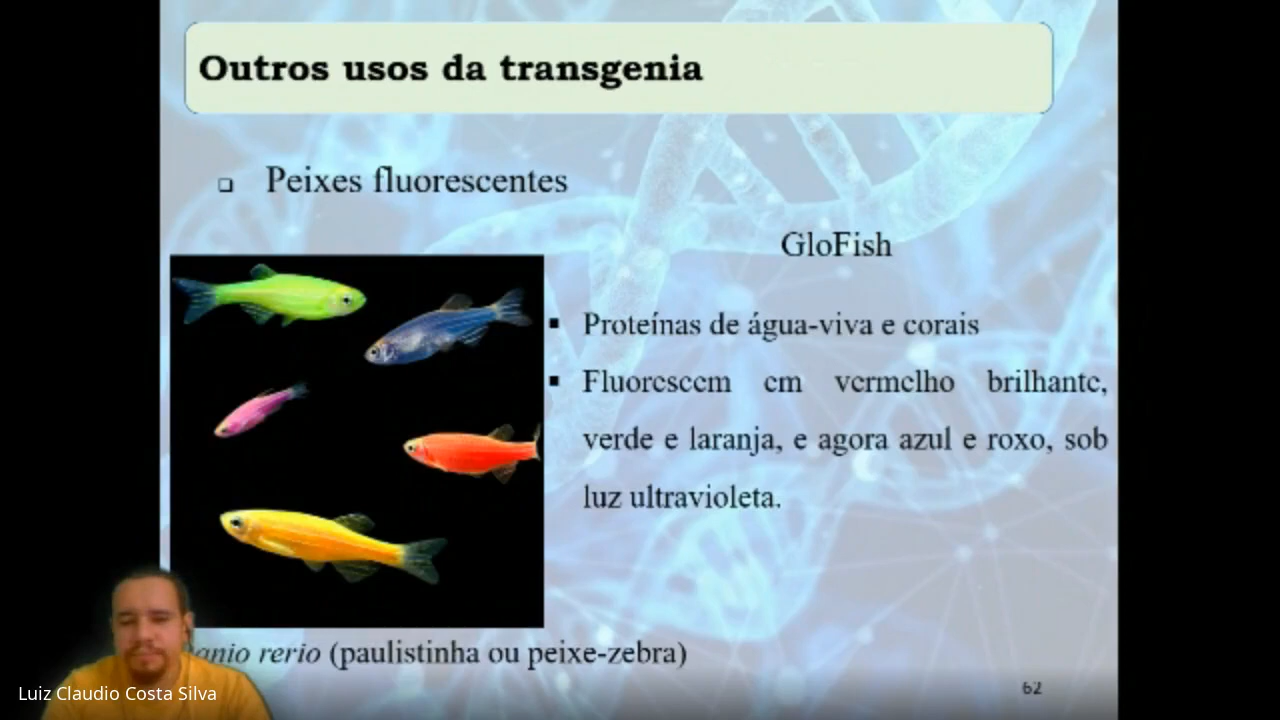 Outros usos da transgenia
Peixes fluorescentes
GloFish
Proteínas de água-viva e corais
Fluorescem em vermelho brilhante,
verde e laranja, e agora azul e roxo, sob
luz ultravioleta.
anio rerio (paulistinha ou peixe-zebra)
Luiz Claudio Costa Silva
62